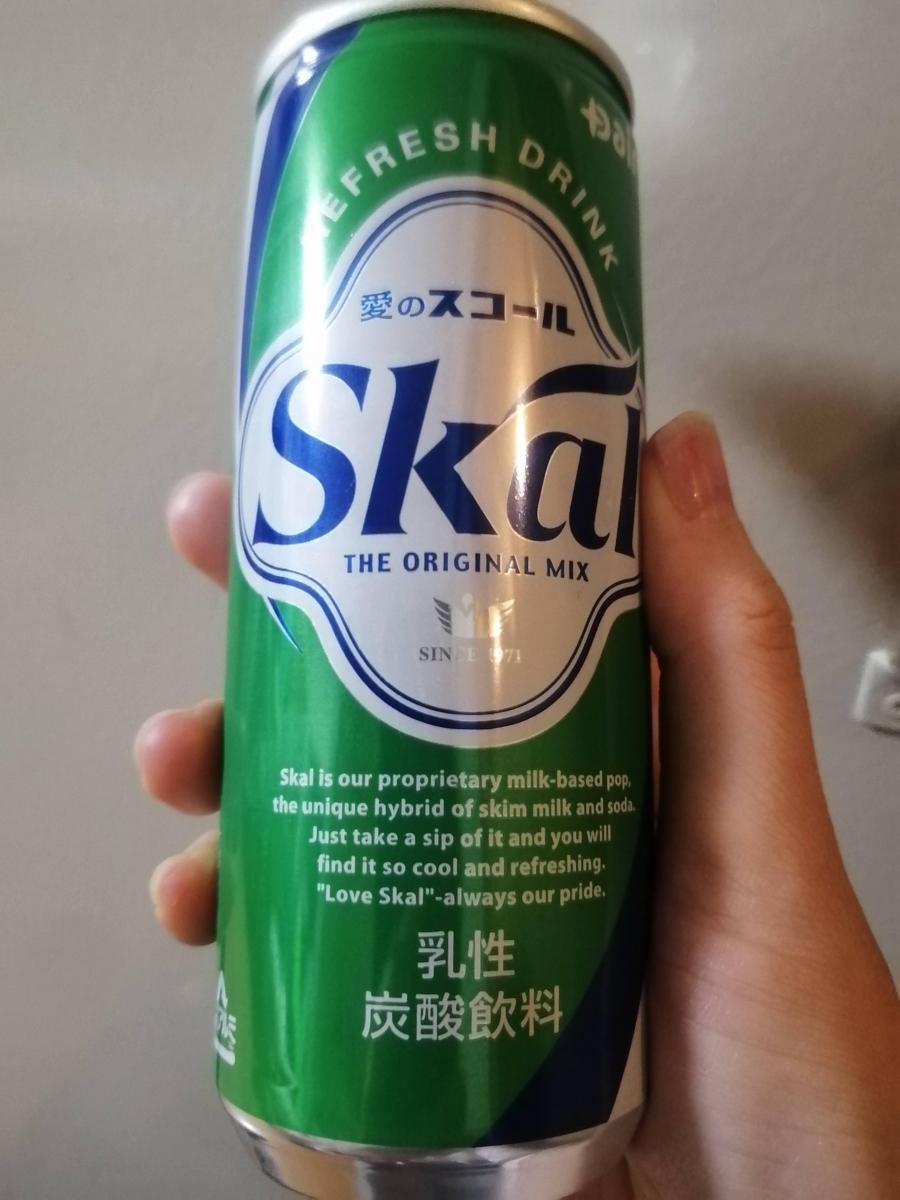 REFRESH DRINK
愛のスコール
Skal
THE ORIGINAL MIX
SINCE 1971
Skal is our proprietary milk-based pop,
the unique hybrid of skim milk and soda.
Just take a sip of it and you will
find it so cool and refreshing.
"Love Skal"-always our pride.
乳性
炭酸飲料